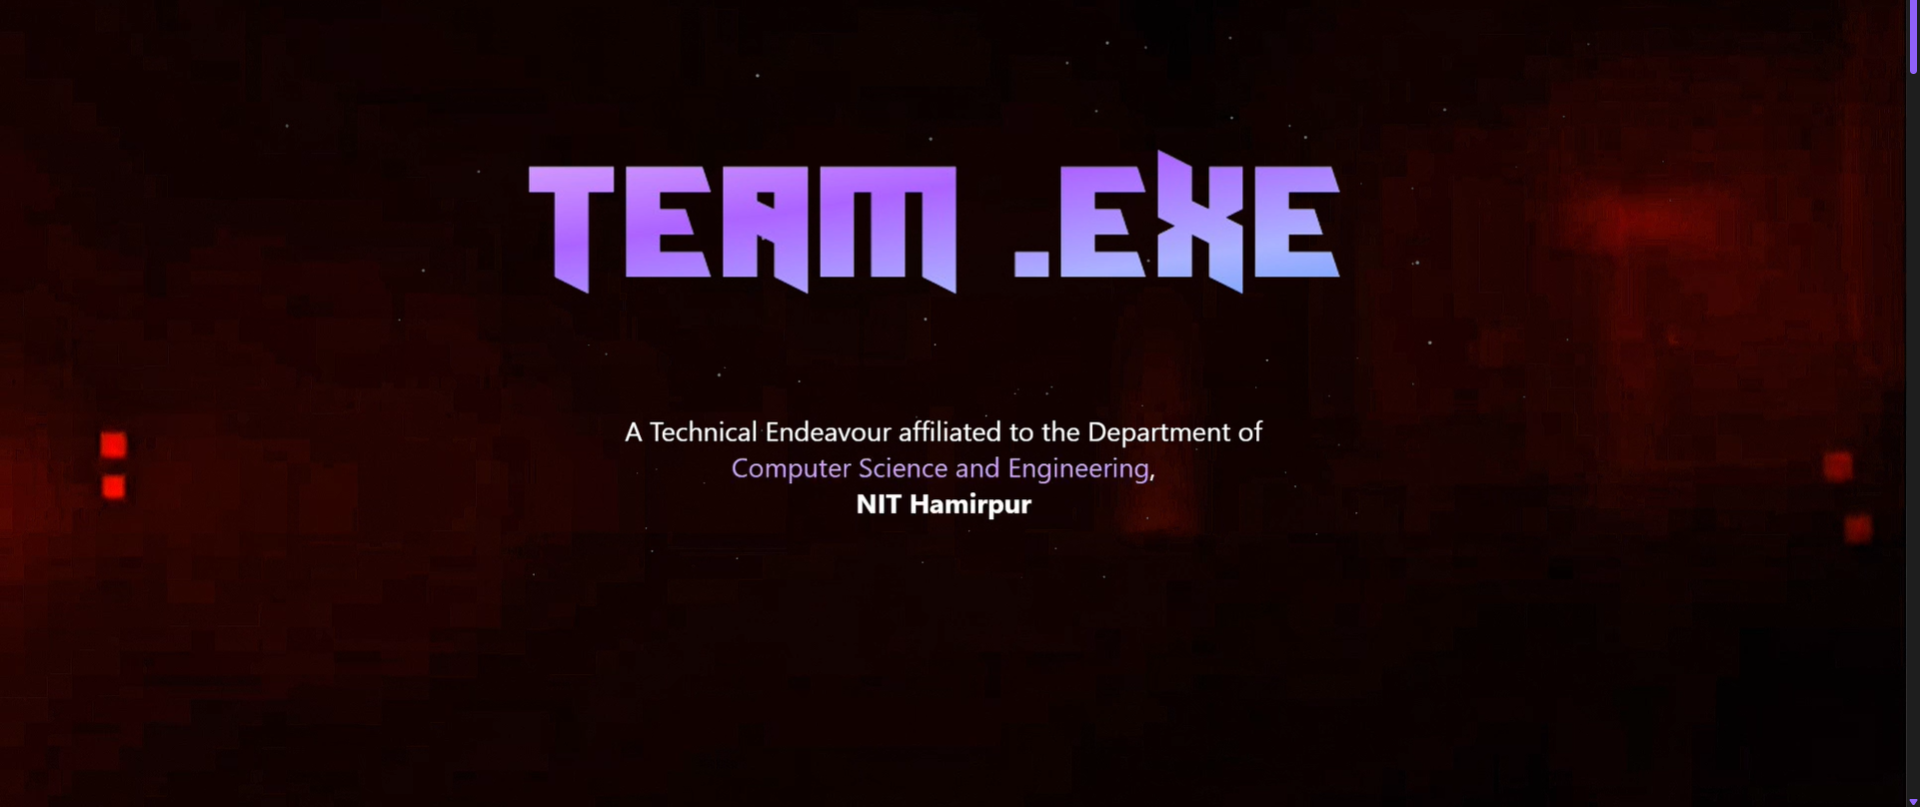 TEAM .EXE
A Technical Endeavour affiliated to the Department of
Computer Science and Engineering,
NIT Hamirpur